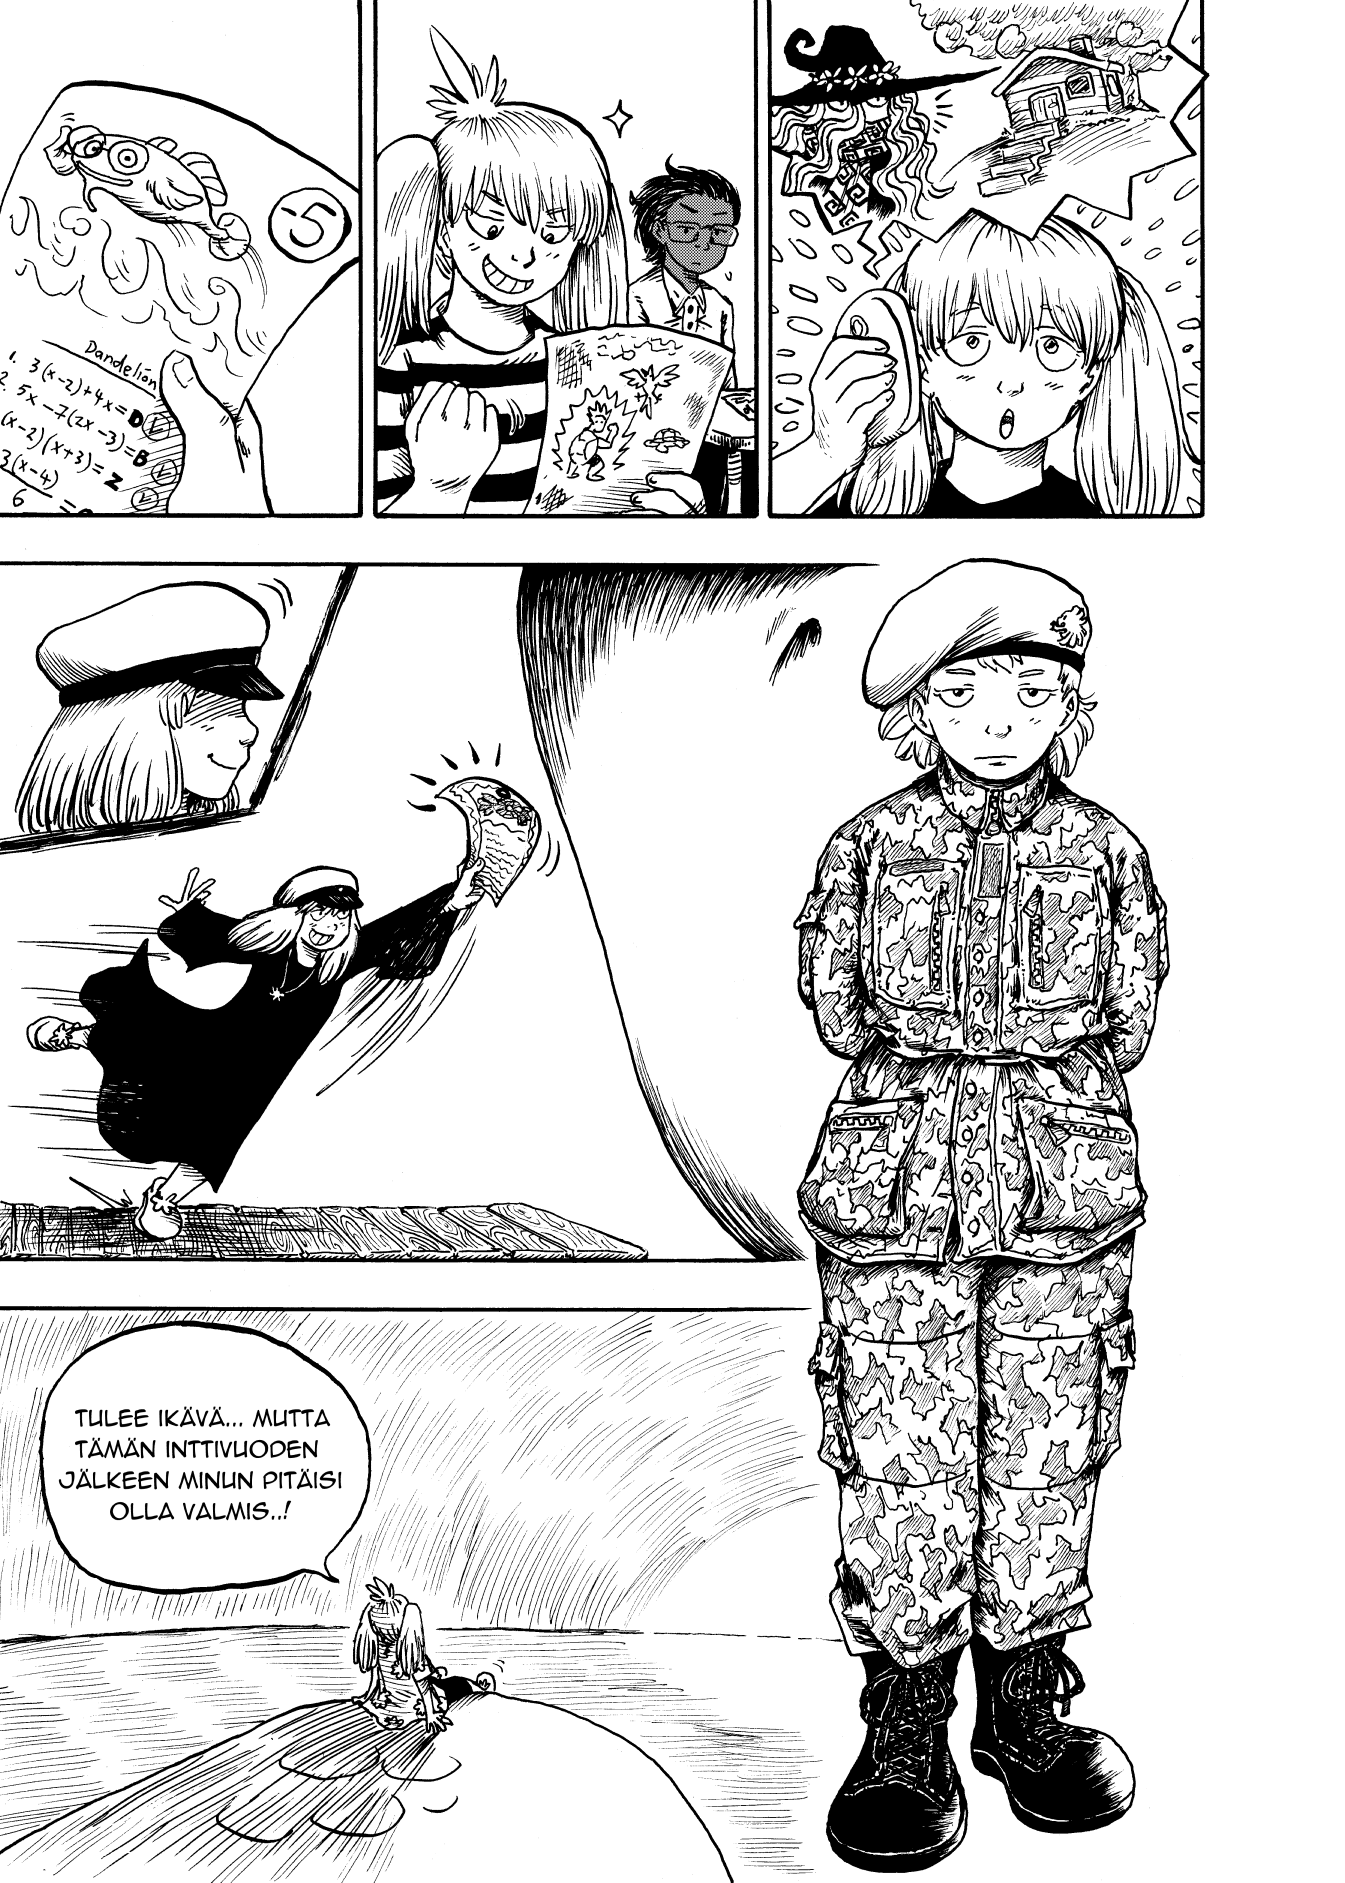 -5
Dandelion
1. 3(x-2)+4x=D
2. 5x-7(2x-3)=B
(x-2)(x+3)=Z
3(x-4)
6
TULEE IKÄVÄ... MUTTA
TÄMÄN INTTIVUODEN
JÄLKEEN MINUN PITÄISI
OLLA VALMIS..!